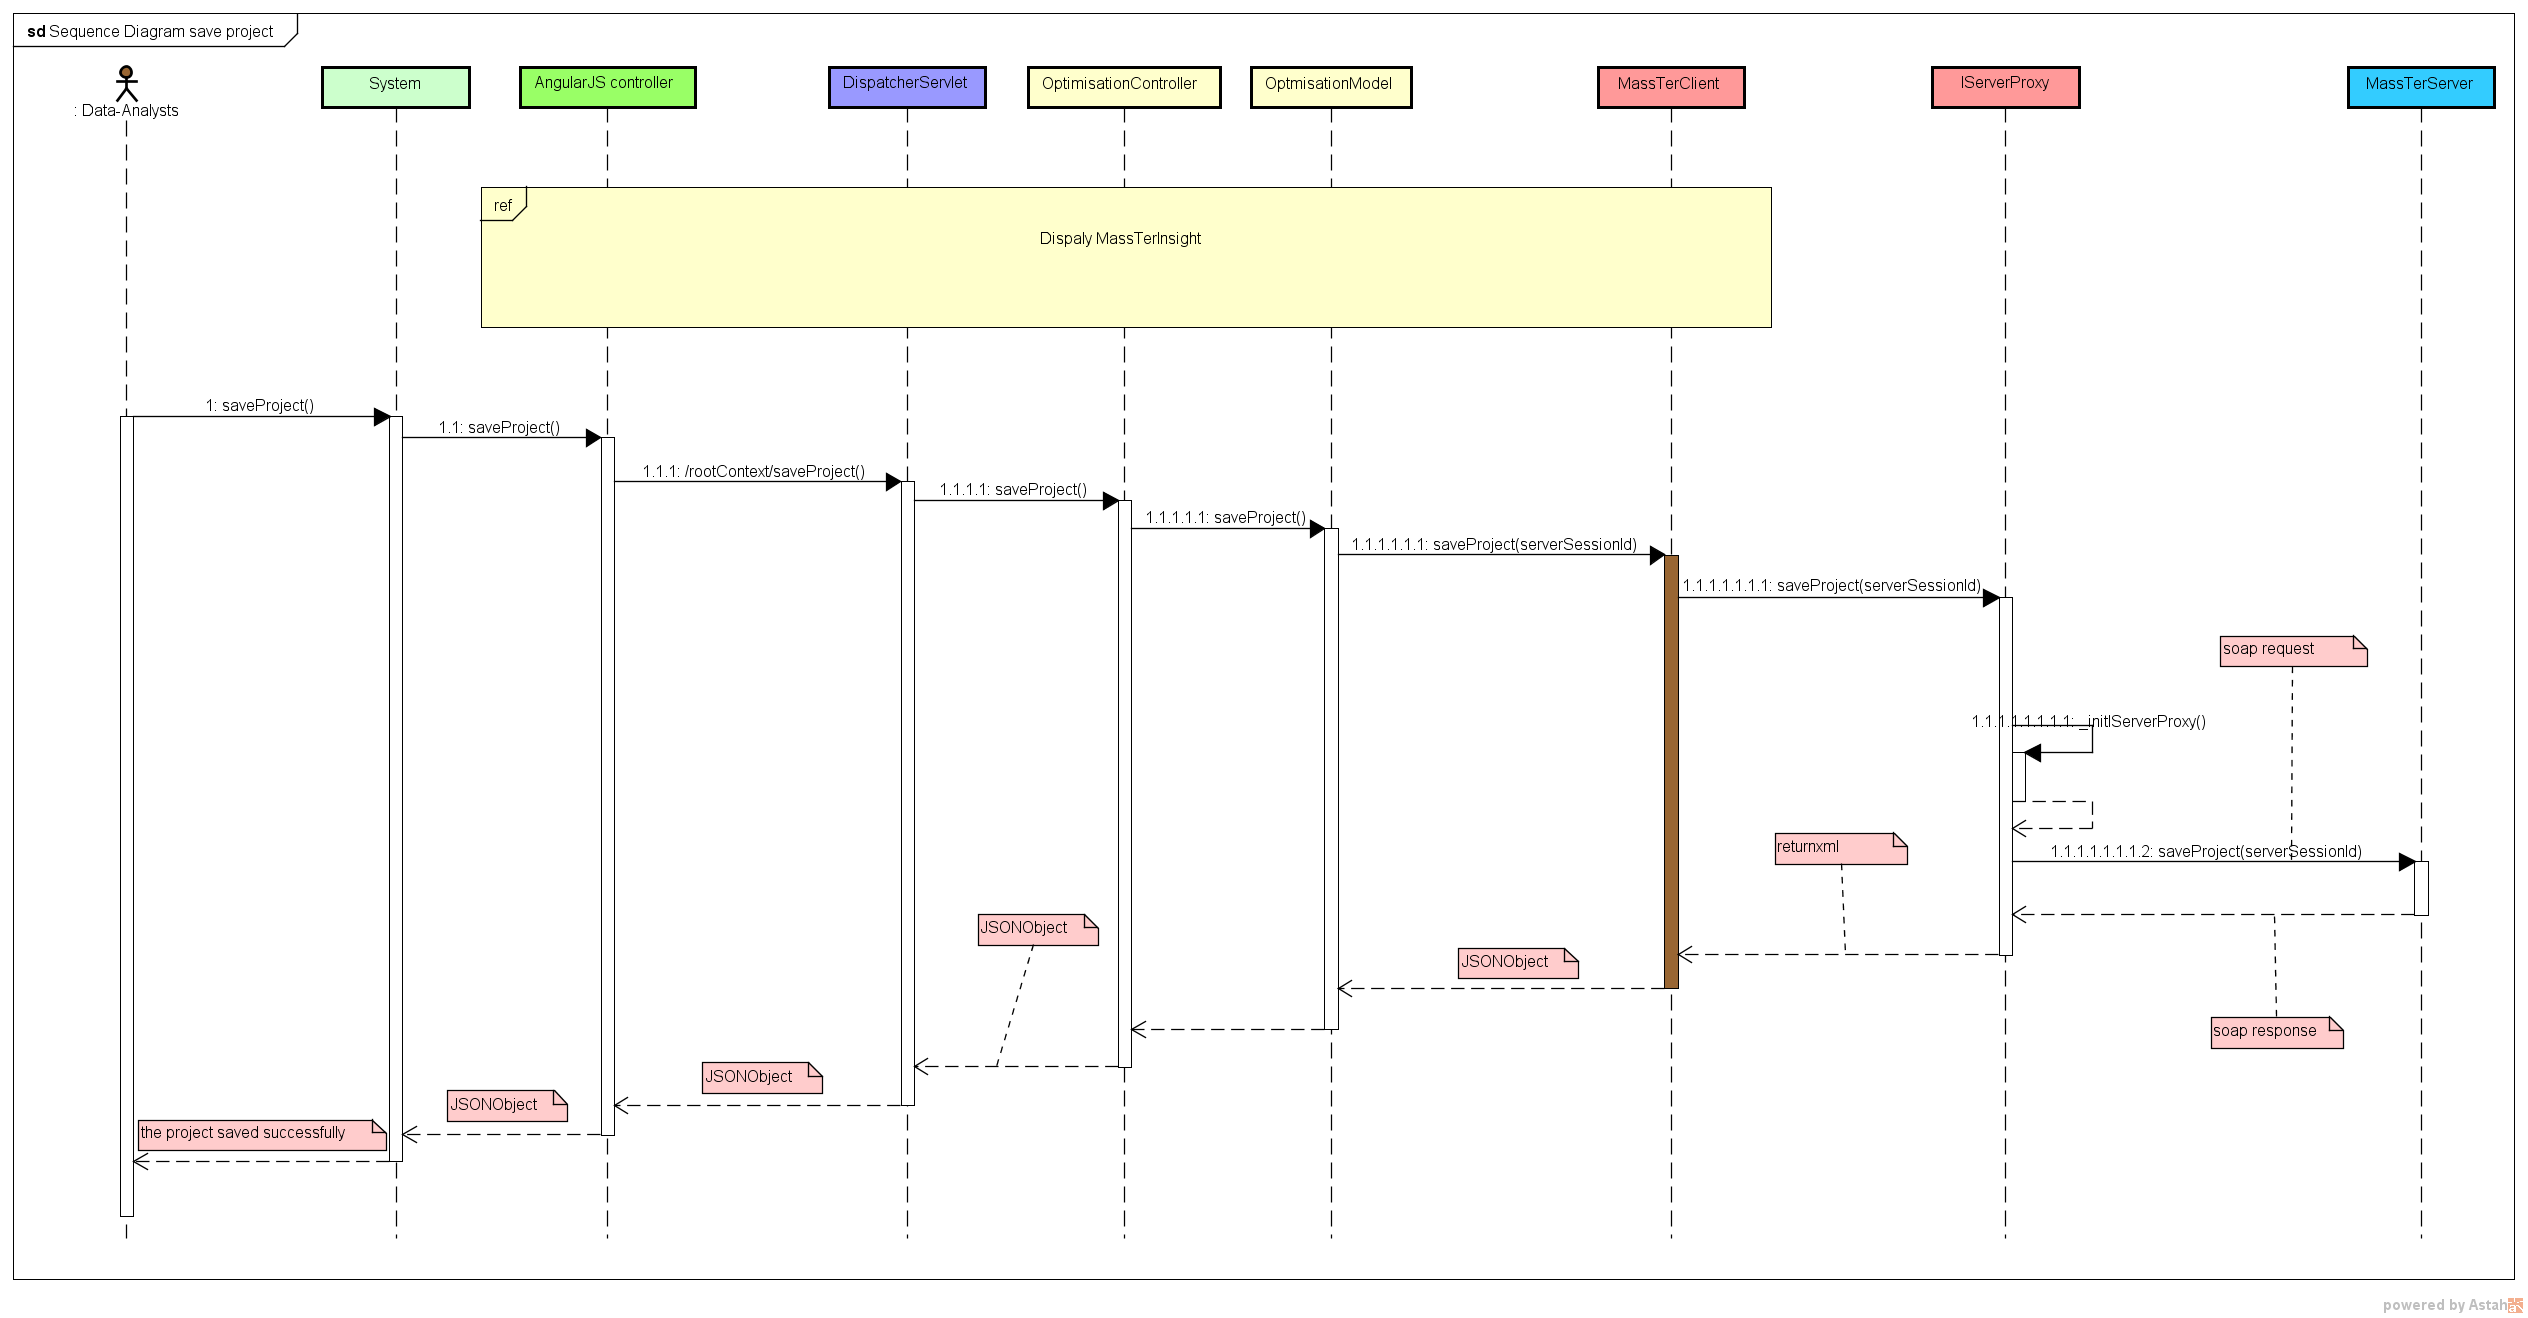 sd Sequence Diagram save project
: Data-Analysts
System
AngularJS controller
DispatcherServlet
OptimisationController
OptmisationModel
MassTerClient
IServerProxy
MassTerServer
ref
Dispaly MassTerInsight
1: saveProject()
1.1: saveProject()
1.1.1: /rootContext/saveProject()
1.1.1.1: saveProject()
1.1.1.1.1: saveProject()
1.1.1.1.1.1: saveProject(serverSessionId)
1.1.1.1.1.1.1: saveProject(serverSessionId)
soap request
1.1.1.1.1.1.1.1: _initIServerProxy()
returnxml
1.1.1.1.1.1.1.2: saveProject(serverSessionId)
JSONObject
JSONObject
soap response
JSONObject
JSONObject
the project saved successfully
powered by Astah